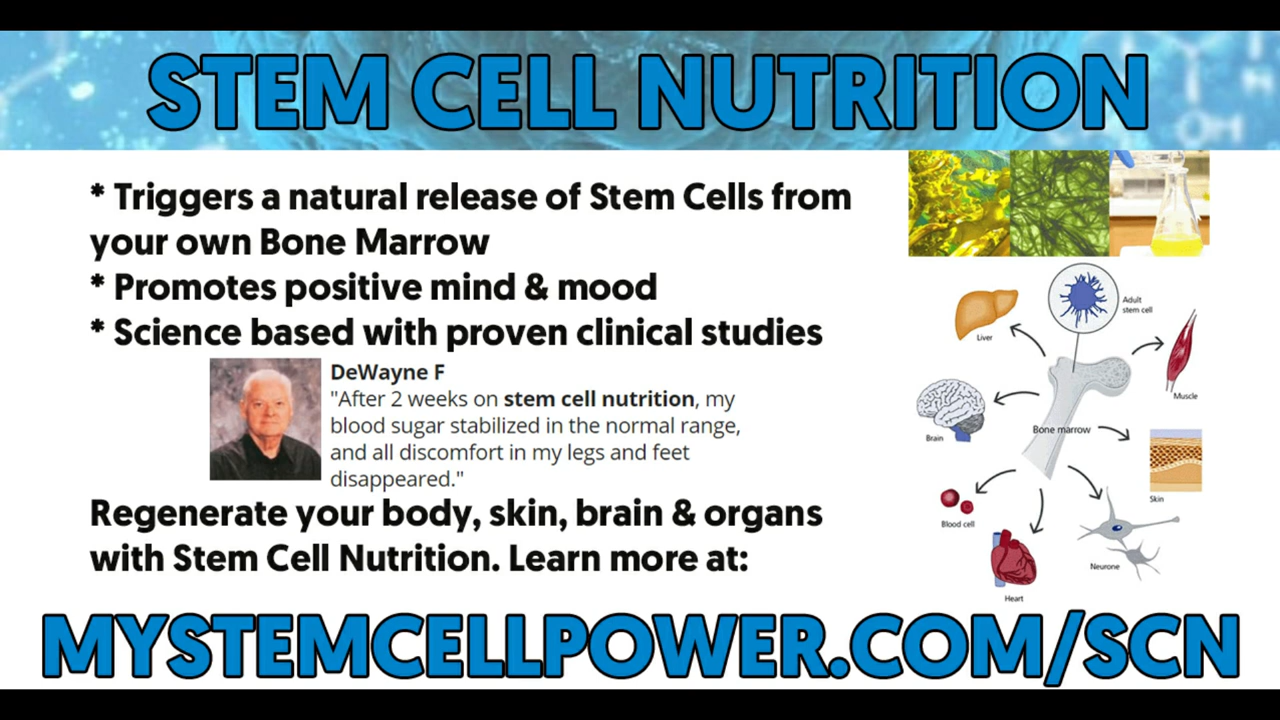 STEM CELL NUTRITION
* Triggers a natural release of Stem Cells from
your own Bone Marrow
* Promotes positive mind & mood
* Science based with proven clinical studies
DeWayne F
"After 2 weeks on stem cell nutrition, my
blood sugar stabilized in the normal range,
and all discomfort in my legs and feet
disappeared."
Regenerate your body, skin, brain & organs
with Stem Cell Nutrition. Learn more at:
OH
Adult
stem cell
Liver
Muscle
Brain
Bone marrow
Skin
Blood cell
Neurone
Heart
MYSTEMCELLPOWER.COM/SCN